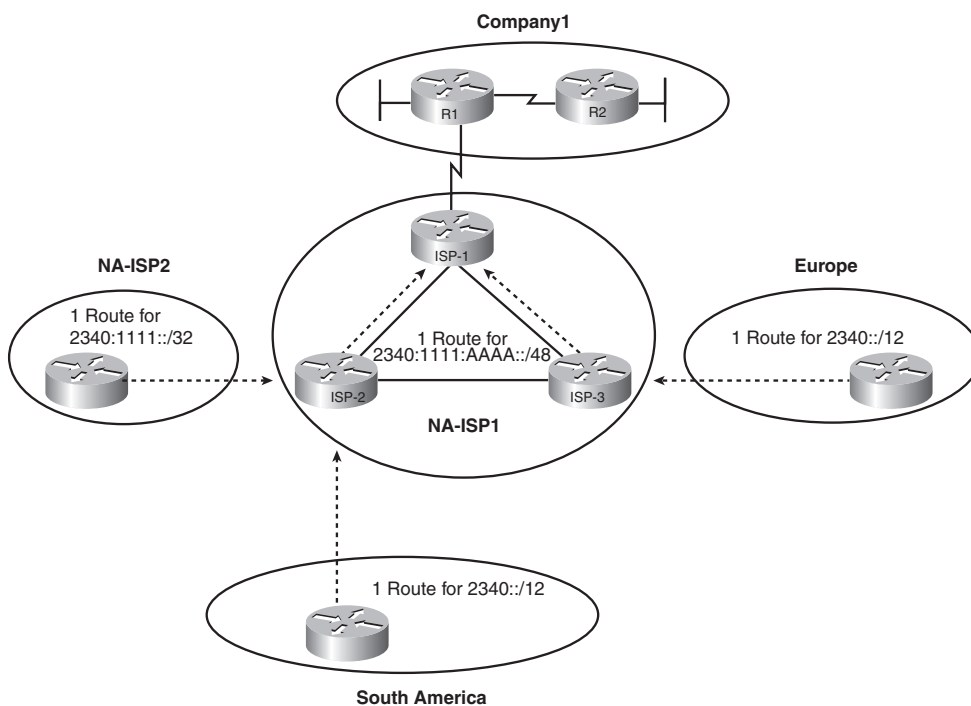 Company1
R1
R2
ISP-1
NA-ISP2
1 Route for
2340:1111::/32
Europe
1 Route for 2340::/12
1 Route for
2340:1111:AAAA::/48
ISP-2
ISP-3
NA-ISP1
1 Route for 2340::/12
South America